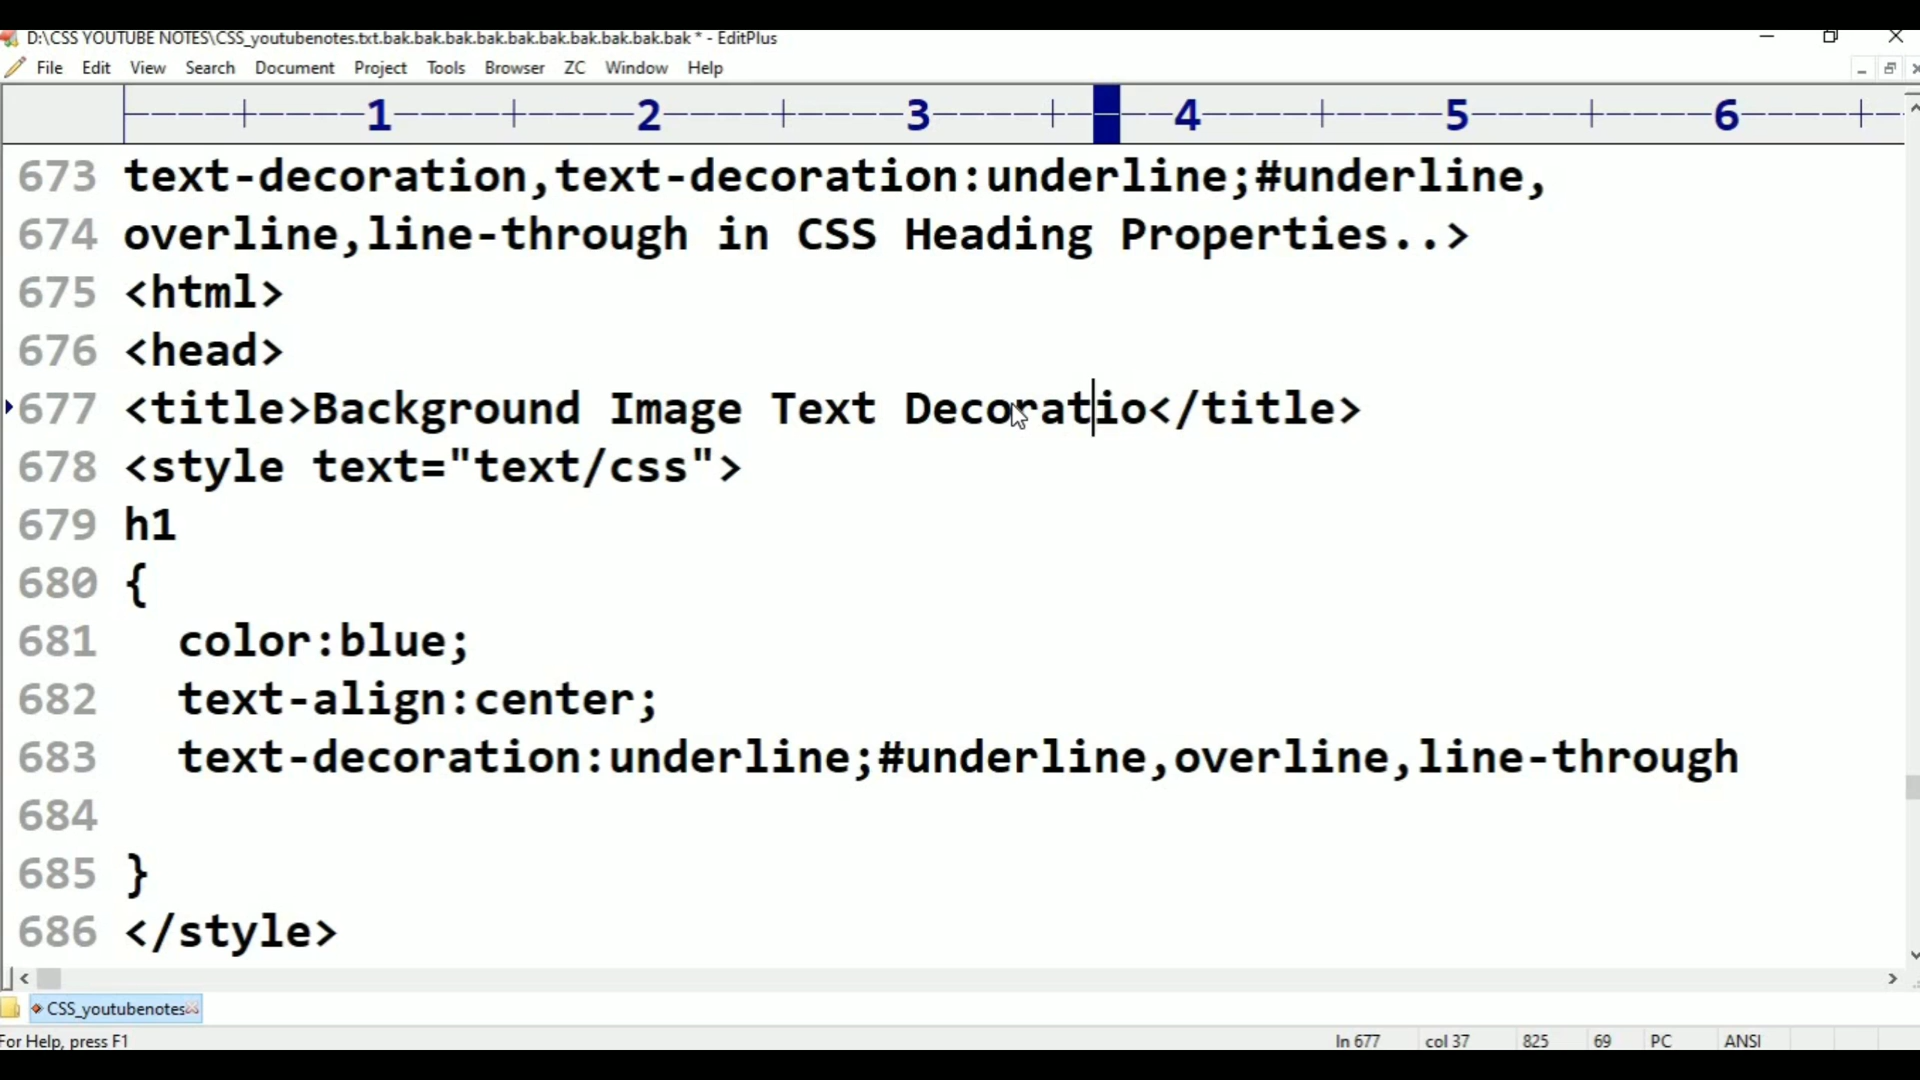 D:\CSS YOUTUBE NOTES\CSS_youtubenotes.txt.bak.bak.bak.bak.bak.bak.bak.bak.bak.bak * - EditPlus
File Edit View Search Document Project Tools Browser ZC Window Help
1 2 3 4 5 6
673 text-decoration,text-decoration:underline;#underline,
674 overline,line-through in CSS Heading Properties..>
675 <html>
676 <head>
677 <title>Background Image Text Decoratio</title>
678 <style text="text/css">
679 h1
680 {
681 color:blue;
682 text-align:center;
683 text-decoration:underline;#underline,overline,line-through
684
685 }
686 </style>
CSS_youtubenotes
For Help, press F1 ln 677 col 37 825 69 PC ANSI